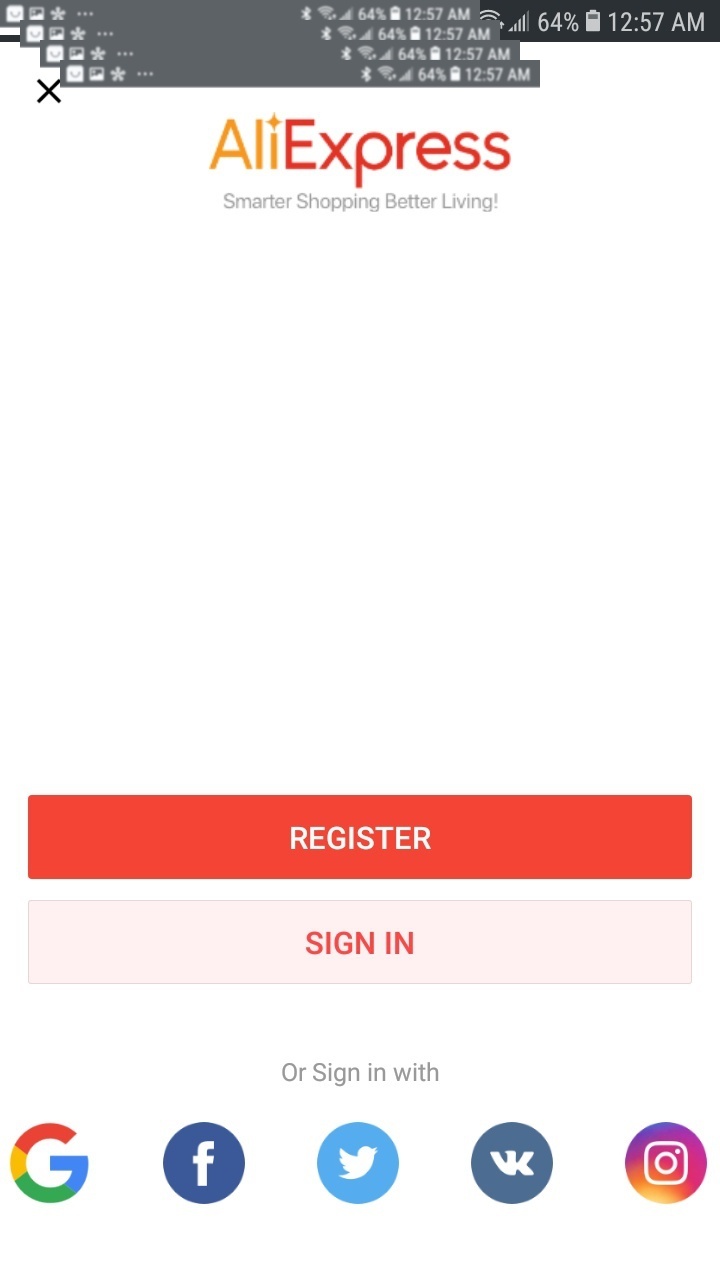 64% 12:57 AM 64% 12:57 AM
64% 12:57 AM
64% 12:57 AM
64% 12:57 AM
AliExpress
Smarter Shopping Better Living!
REGISTER
SIGN IN
Or Sign in with